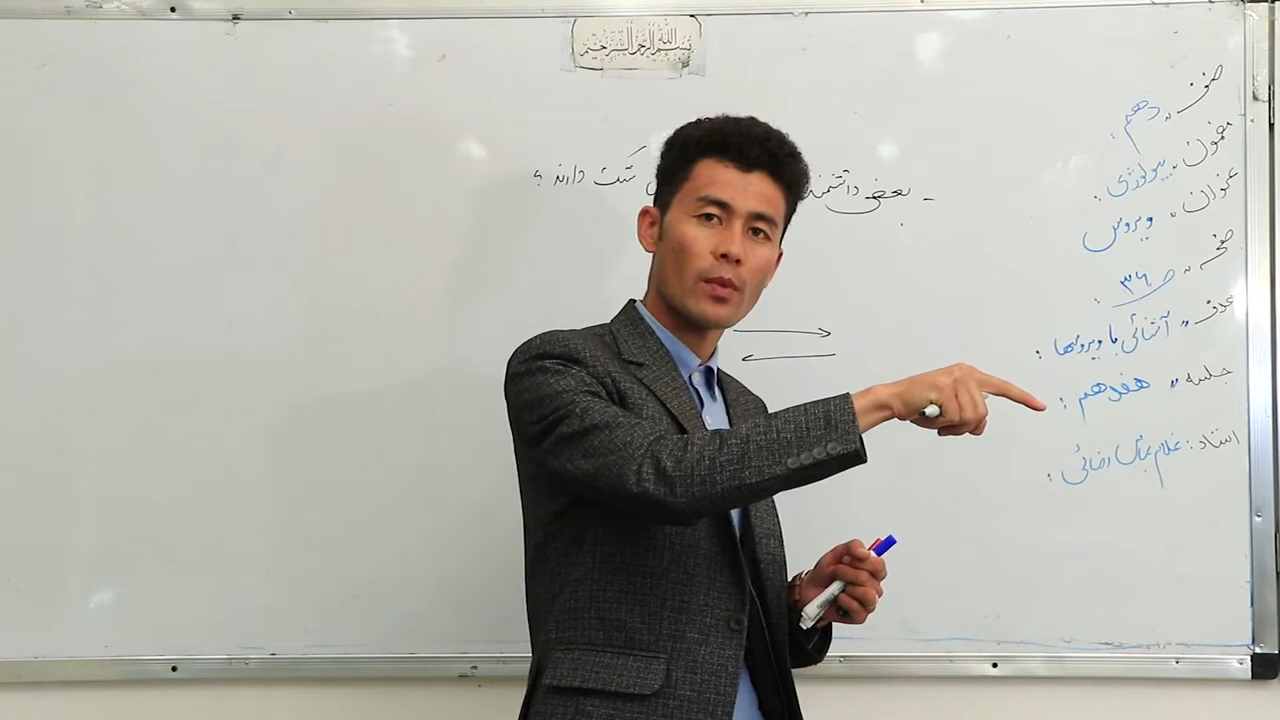 بسم الله الرحمن الرحیم
- بعضی دانشمند شک دارند ؟
صنف " دهم :
مضمون " بیولوژی :
عنوان " ویروس
صفحه " ص ۳۶ :
هدف " آشنائی با ویروسها :
جلسه " هفدهم :
استاد : غلام عباس رضائی :